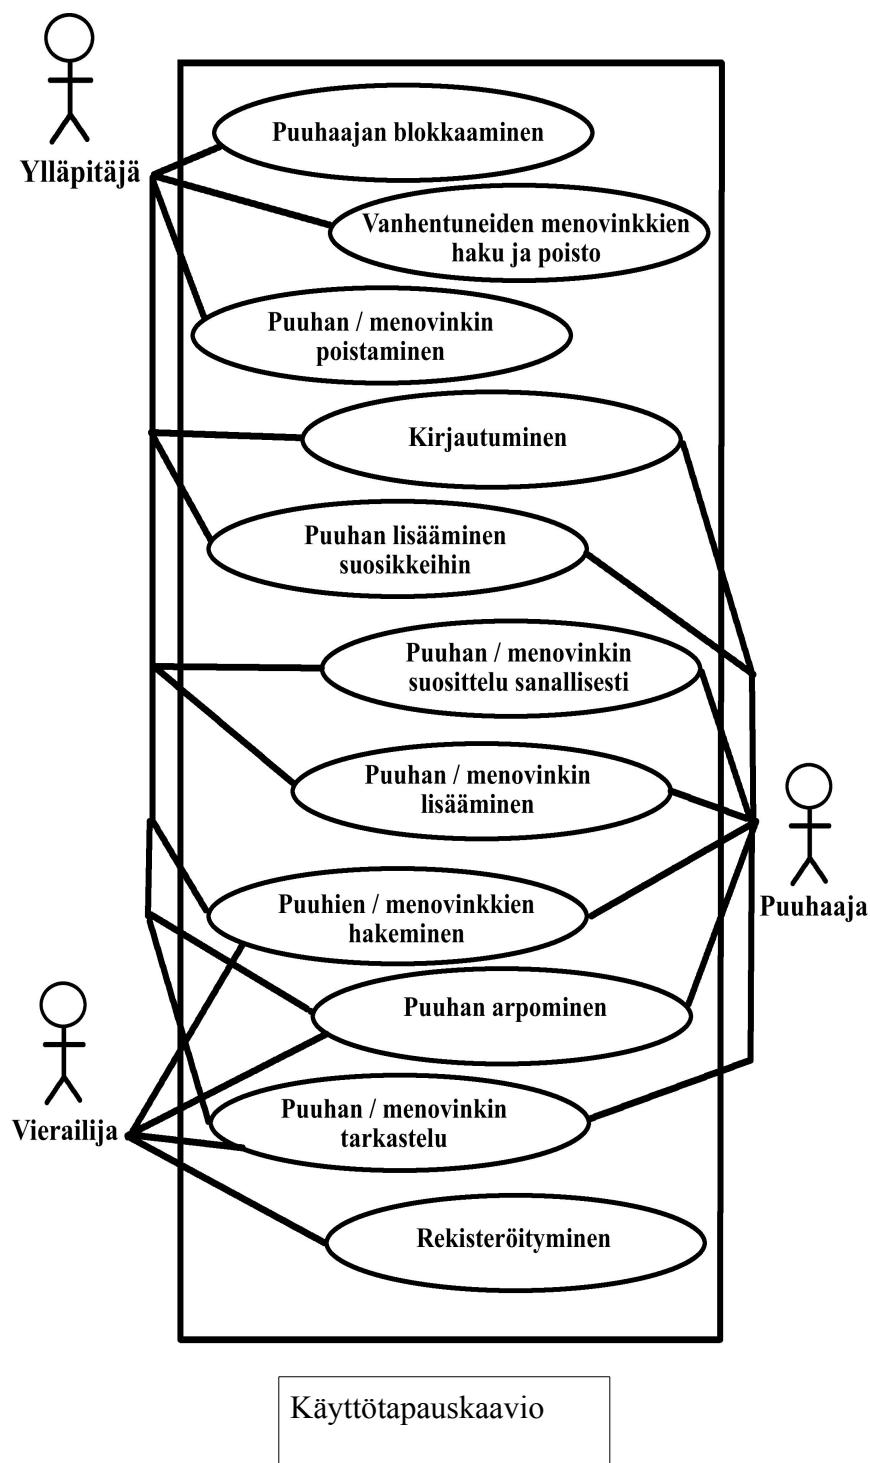 Ylläpitäjä
Puuhaajan blokkaaminen
Vanhentuneiden menovinkkien
haku ja poisto
Puuhan / menovinkin
poistaminen
Kirjautuminen
Puuhan lisääminen
suosikkeihin
Puuhan / menovinkin
suosittelu sanallisesti
Puuhan / menovinkin
lisääminen
Puuhaaja
Puuhien / menovinkkien
hakeminen
Puuhan arpominen
Vierailija
Puuhan / menovinkin
tarkastelu
Rekisteröityminen
Käyttötapauskaavio